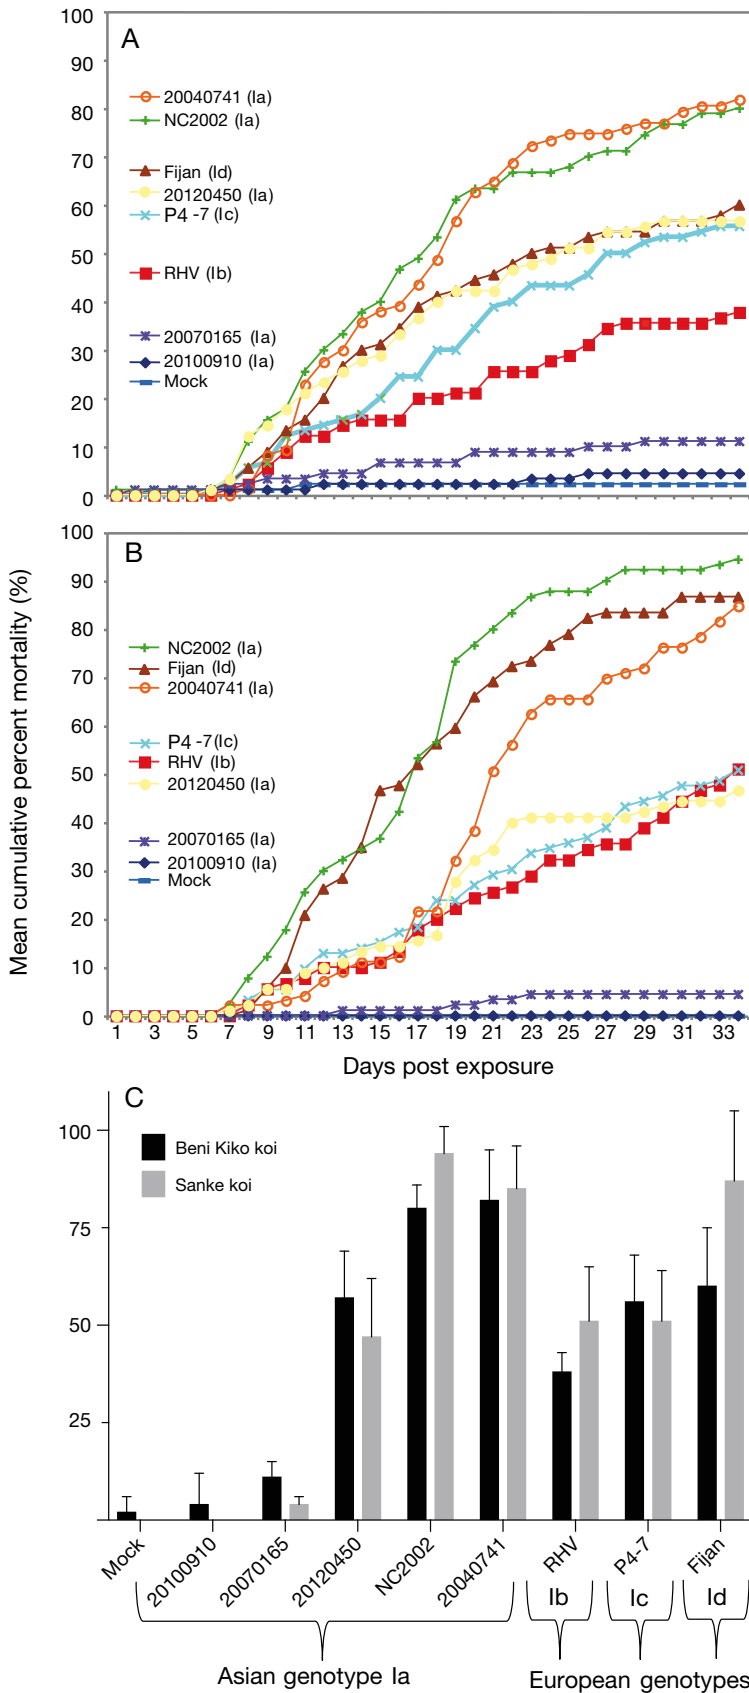 Mean cumulative percent mortality (%)
A
100
90
80
70
60
50
40
30
20
10
0
20040741 (Ia)
NC2002 (Ia)
Fijan (Id)
20120450 (Ia)
P4 -7 (Ic)
RHV (Ib)
20070165 (Ia)
20100910 (Ia)
Mock
B
100
90
80
70
60
50
40
30
20
10
0
NC2002 (Ia)
Fijan (Id)
20040741 (Ia)
P4 -7 (Ic)
RHV (Ib)
20120450 (Ia)
20070165 (Ia)
20100910 (Ia)
Mock
1 3 5 7 9 11 13 15 17 19 21 23 25 27 29 31 33
Days post exposure
C
100
75
50
25
Beni Kiko koi
Sanke koi
Mock
20100910
20070165
20120450
NC2002
20040741
RHV
P4-7
Fijan
Ib Ic Id
Asian genotype Ia
European genotypes